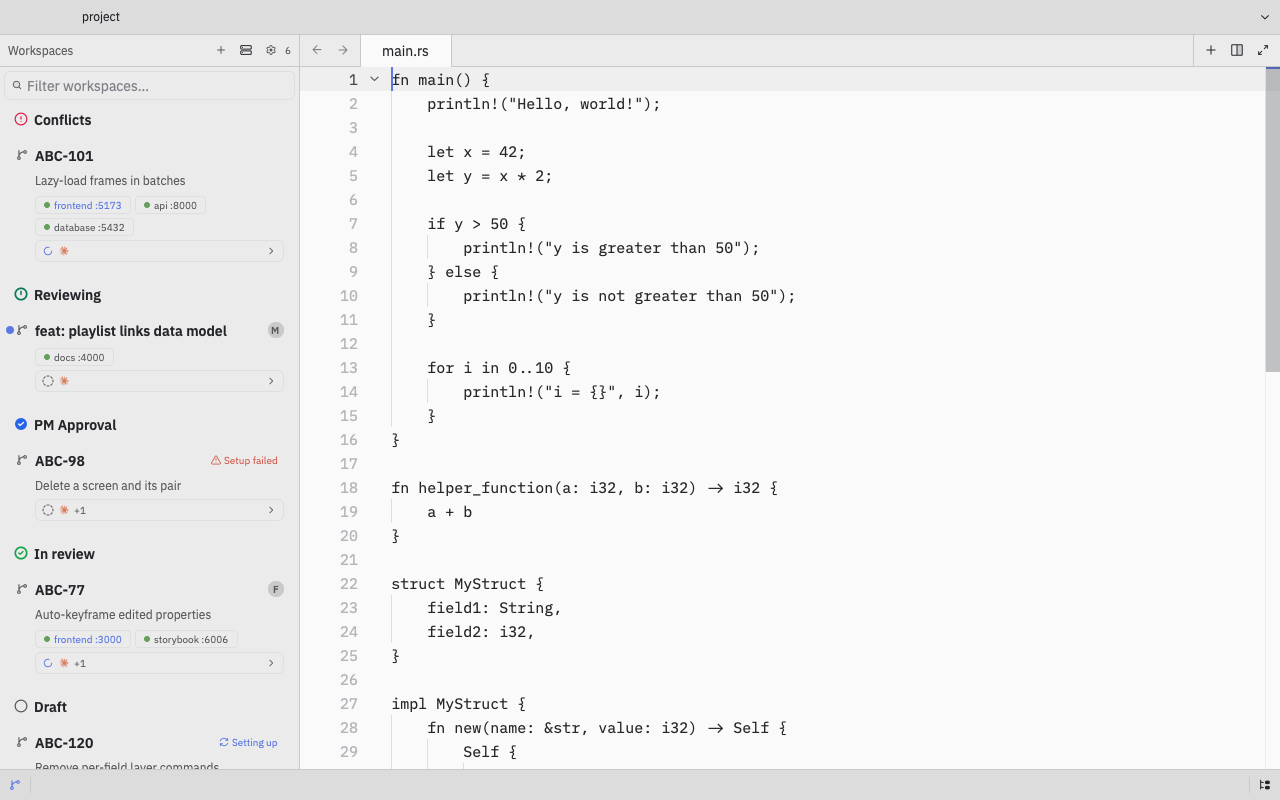 project
Workspaces
6
main.rs
Filter workspaces...
Conflicts
ABC-101
Lazy-load frames in batches
frontend :5173
api :8000
database :5432
Reviewing
feat: playlist links data model
M
docs :4000
PM Approval
ABC-98
Setup failed
Delete a screen and its pair
+1
In review
ABC-77
F
Auto-keyframe edited properties
frontend :3000
storybook :6006
+1
Draft
ABC-120
Setting up
Remove per-field layer commands
1 fn main() {
2     println!("Hello, world!");
3
4     let x = 42;
5     let y = x * 2;
6
7     if y > 50 {
8         println!("y is greater than 50");
9     } else {
10         println!("y is not greater than 50");
11     }
12
13     for i in 0..10 {
14         println!("i = {}", i);
15     }
16 }
17
18 fn helper_function(a: i32, b: i32) -> i32 {
19     a + b
20 }
21
22 struct MyStruct {
23     field1: String,
24     field2: i32,
25 }
26
27 impl MyStruct {
28     fn new(name: &str, value: i32) -> Self {
29         Self {